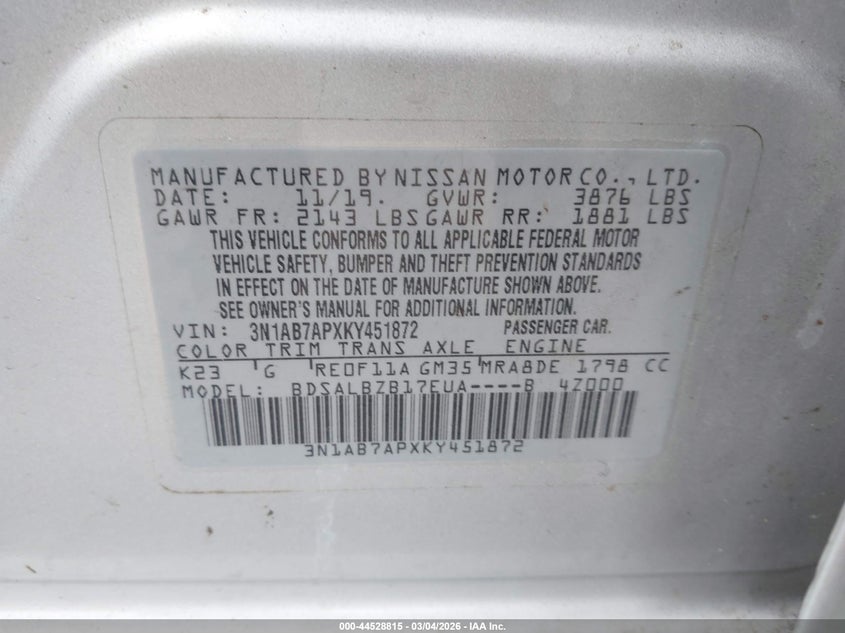 MANUFACTURED BY NISSAN MOTOR CO., LTD.
DATE: 11/19. GVWR: 3876 LBS
GAWR FR: 2143 LBS GAWR RR: 1881 LBS
THIS VEHICLE CONFORMS TO ALL APPLICABLE FEDERAL MOTOR
VEHICLE SAFETY, BUMPER AND THEFT PREVENTION STANDARDS
IN EFFECT ON THE DATE OF MANUFACTURE SHOWN ABOVE.
SEE OWNER'S MANUAL FOR ADDITIONAL INFORMATION.
VIN: 3N1AB7APXKY451872 PASSENGER CAR.
COLOR TRIM TRANS AXLE ENGINE
K23 G RE0F11A GM35 MRA8DE 1798 CC
MODEL: BDSALBZB17EUA----B 4Z000
3N1AB7APXKY451872
000-44528815 - 03/04/2026 - IAA Inc.